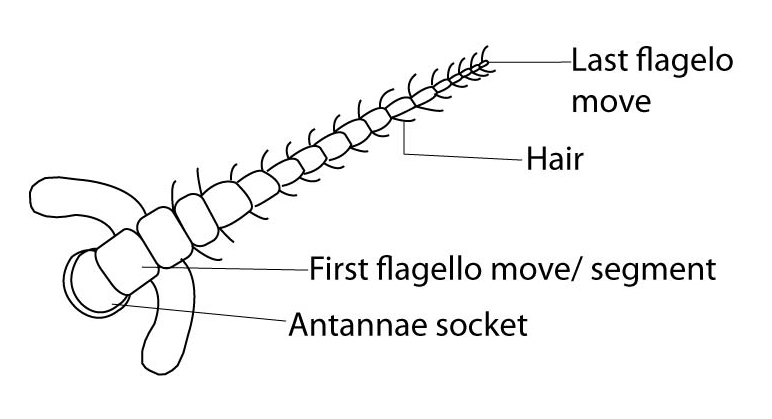 Last flagelo
move
Hair
First flagello move/ segment
Antannae socket